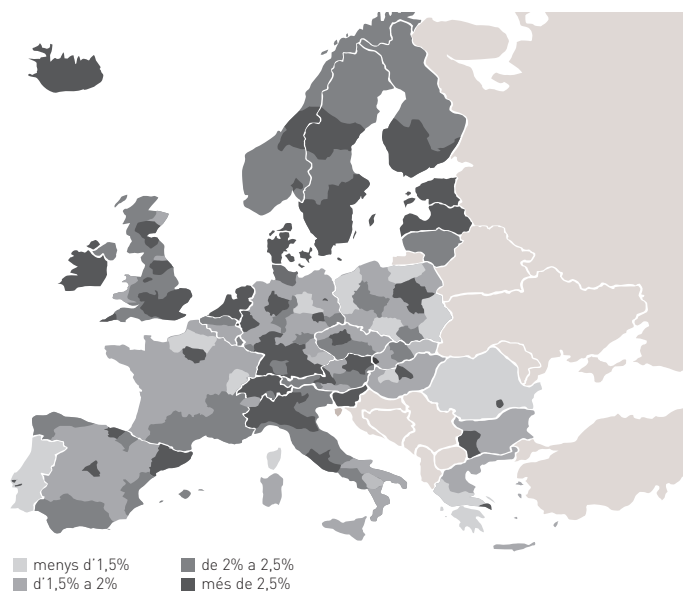 menys d'1,5%
d'1,5% a 2%
de 2% a 2,5%
més de 2,5%